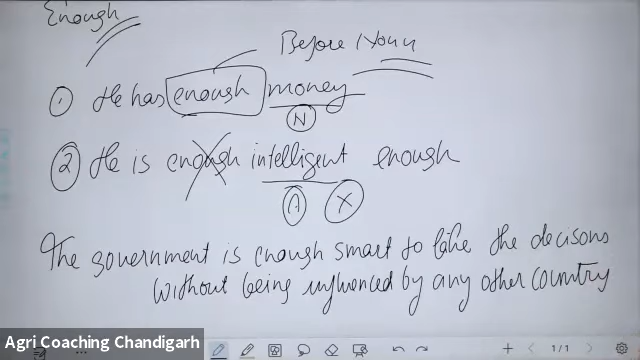 Enough
Before Noun
① He has enough money
N
② He is enough intelligent enough
A X
The government is enough smart to take the decisons
without being influenced by any other country
Agri Coaching Chandigarh
1/1